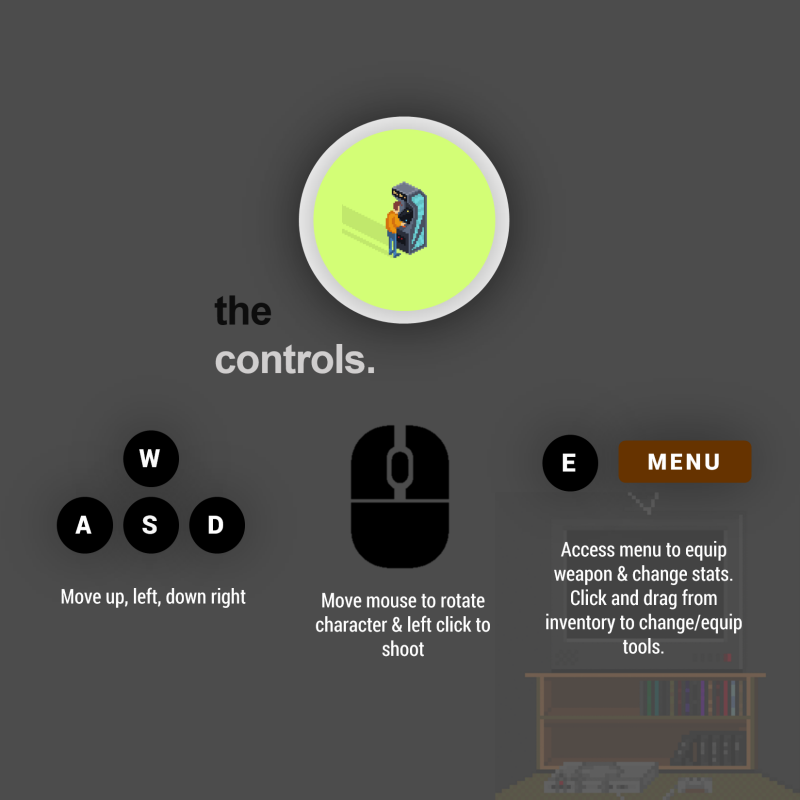 the
controls.
W
A S D
Move up, left, down right
Move mouse to rotate
character & left click to
shoot
E MENU
Access menu to equip
weapon & change stats.
Click and drag from
inventory to change/equip
tools.